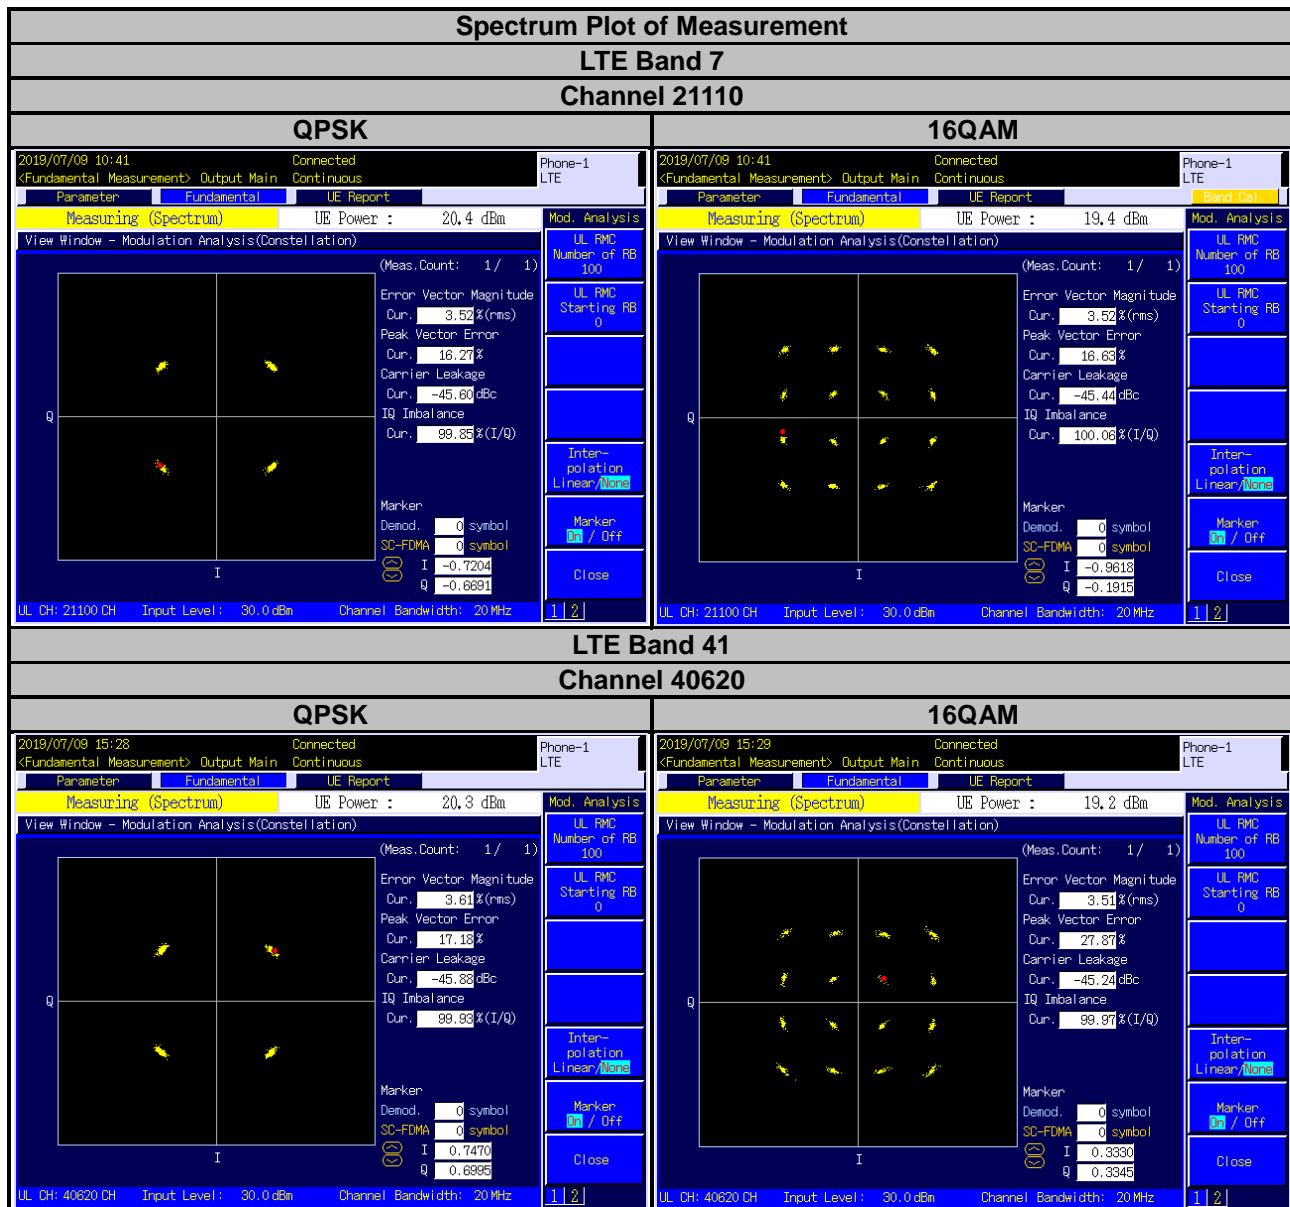 Spectrum Plot of Measurement
LTE Band 7
Channel 21110
QPSK
16QAM
2019/07/09 10:41 Connected
<Fundamental Measurement> Output Main Continuous
Phone-1
LTE
Parameter Fundamental UE Report
Measuring (Spectrum) UE Power : 20.4 dBm
Mod. Analysis
View Window - Modulation Analysis(Constellation)
UL RMC
Number of RB
100
(Meas.Count: 1/ 1)
UL RMC
Starting RB
0
Error Vector Magnitude
Cur. 3.52 %(rms)
Peak Vector Error
Cur. 16.27 %
Carrier Leakage
Cur. -45.60 dBc
IQ Imbalance
Cur. 99.85 %(I/Q)
Q
I
Inter-
polation
Linear/None
Marker
Demod. 0 symbol
SC-FDMA 0 symbol
I -0.7204
Q -0.6691
Marker
On / Off
Close
UL CH: 21100 CH Input Level: 30.0 dBm Channel Bandwidth: 20 MHz
1 2
2019/07/09 10:41 Connected
<Fundamental Measurement> Output Main Continuous
Phone-1
LTE
Parameter Fundamental UE Report
Band Cal.
Measuring (Spectrum) UE Power : 19.4 dBm
Mod. Analysis
View Window - Modulation Analysis(Constellation)
UL RMC
Number of RB
100
(Meas.Count: 1/ 1)
UL RMC
Starting RB
0
Error Vector Magnitude
Cur. 3.52 %(rms)
Peak Vector Error
Cur. 16.63 %
Carrier Leakage
Cur. -45.44 dBc
IQ Imbalance
Cur. 100.06 %(I/Q)
Q
I
Inter-
polation
Linear/None
Marker
Demod. 0 symbol
SC-FDMA 0 symbol
I -0.9618
Q -0.1915
Marker
On / Off
Close
UL CH: 21100 CH Input Level: 30.0 dBm Channel Bandwidth: 20 MHz
1 2
LTE Band 41
Channel 40620
QPSK
16QAM
2019/07/09 15:28 Connected
<Fundamental Measurement> Output Main Continuous
Phone-1
LTE
Parameter Fundamental UE Report
Measuring (Spectrum) UE Power : 20.3 dBm
Mod. Analysis
View Window - Modulation Analysis(Constellation)
UL RMC
Number of RB
100
(Meas.Count: 1/ 1)
UL RMC
Starting RB
0
Error Vector Magnitude
Cur. 3.61 %(rms)
Peak Vector Error
Cur. 17.18 %
Carrier Leakage
Cur. -45.88 dBc
IQ Imbalance
Cur. 99.93 %(I/Q)
Q
I
Inter-
polation
Linear/None
Marker
Demod. 0 symbol
SC-FDMA 0 symbol
I 0.7470
Q 0.6995
Marker
On / Off
Close
UL CH: 40620 CH Input Level: 30.0 dBm Channel Bandwidth: 20 MHz
1 2
2019/07/09 15:29 Connected
<Fundamental Measurement> Output Main Continuous
Phone-1
LTE
Parameter Fundamental UE Report
Measuring (Spectrum) UE Power : 19.2 dBm
Mod. Analysis
View Window - Modulation Analysis(Constellation)
UL RMC
Number of RB
100
(Meas.Count: 1/ 1)
UL RMC
Starting RB
0
Error Vector Magnitude
Cur. 3.51 %(rms)
Peak Vector Error
Cur. 27.87 %
Carrier Leakage
Cur. -45.24 dBc
IQ Imbalance
Cur. 99.97 %(I/Q)
Q
I
Inter-
polation
Linear/None
Marker
Demod. 0 symbol
SC-FDMA 0 symbol
I 0.3330
Q 0.3345
Marker
On / Off
Close
UL CH: 40620 CH Input Level: 30.0 dBm Channel Bandwidth: 20 MHz
1 2